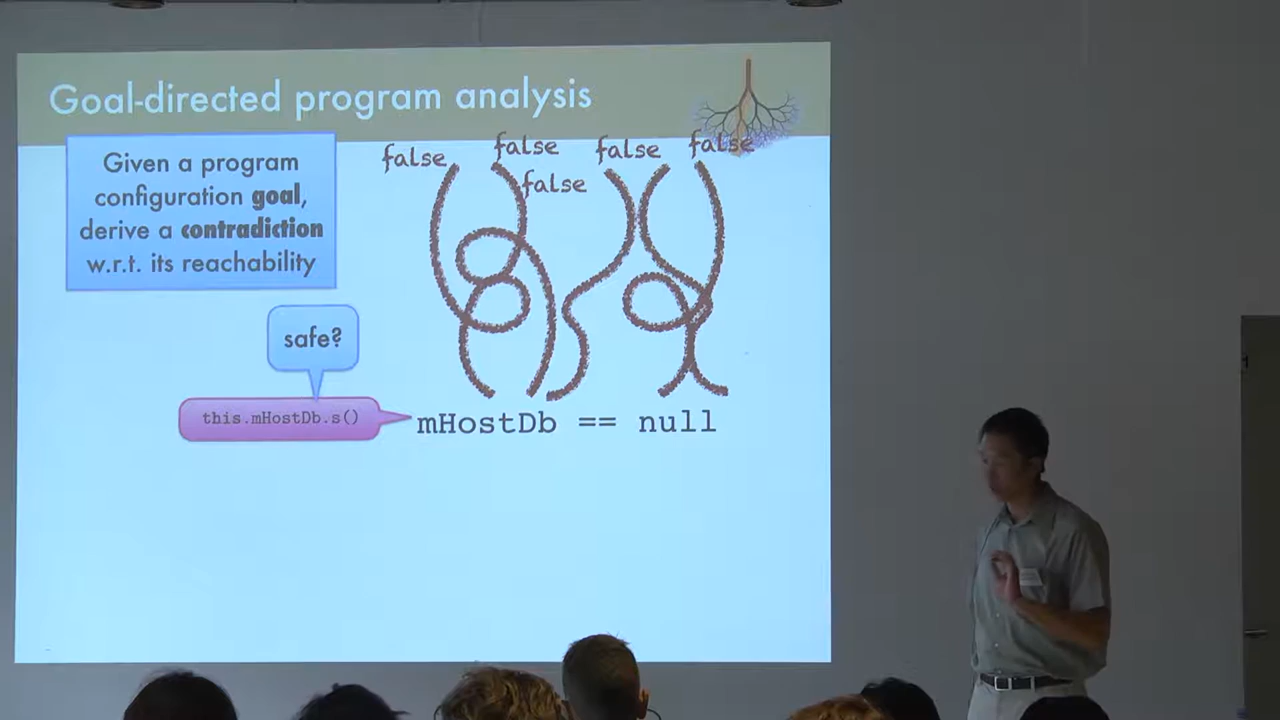 Goal-directed program analysis
Given a program
configuration goal,
derive a contradiction
w.r.t. its reachability
false
false
false
false
false
safe?
this.mHostDb.s()
mHostDb == null